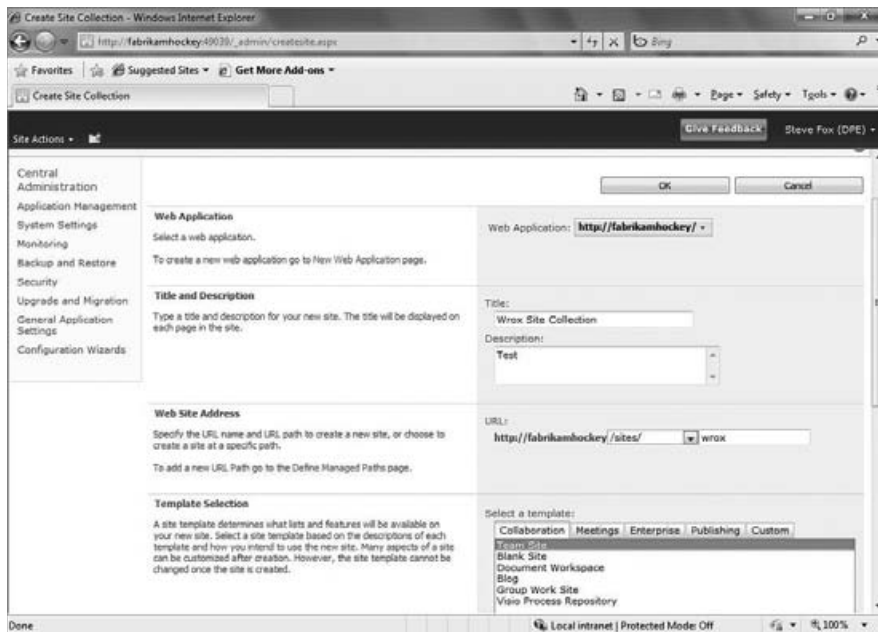 Create Site Collection - Windows Internet Explorer
http://fabrikamhockey:49039/_admin/createsite.aspx
Bing
Favorites
Suggested Sites
Get More Add-ons
Create Site Collection
Page
Safety
Tools
Site Actions
Give Feedback
Steve Fox (DPE)
Central
Administration
Application Management
System Settings
Monitoring
Backup and Restore
Security
Upgrade and Migration
General Application
Settings
Configuration Wizards
OK
Cancel
Web Application
Select a web application.
To create a new web application go to New Web Application page.
Web Application: http://fabrikamhockey/
Title and Description
Type a title and description for your new site. The title will be displayed on
each page in the site.
Title:
Wrox Site Collection
Description:
Test
Web Site Address
Specify the URL name and URL path to create a new site, or choose to
create a site at a specific path.
To add a new URL Path go to the Define Managed Paths page.
URL:
http://fabrikamhockey /sites/ wrox
Template Selection
A site template determines what lists and features will be available on
your new site. Select a site template based on the descriptions of each
template and how you intend to use the new site. Many aspects of a site
can be customized after creation. However, the site template cannot be
changed once the site is created.
Select a template:
Collaboration Meetings Enterprise Publishing Custom
Team Site
Blank Site
Document Workspace
Blog
Group Work Site
Visio Process Repository
Done
Local intranet | Protected Mode: Off
100%